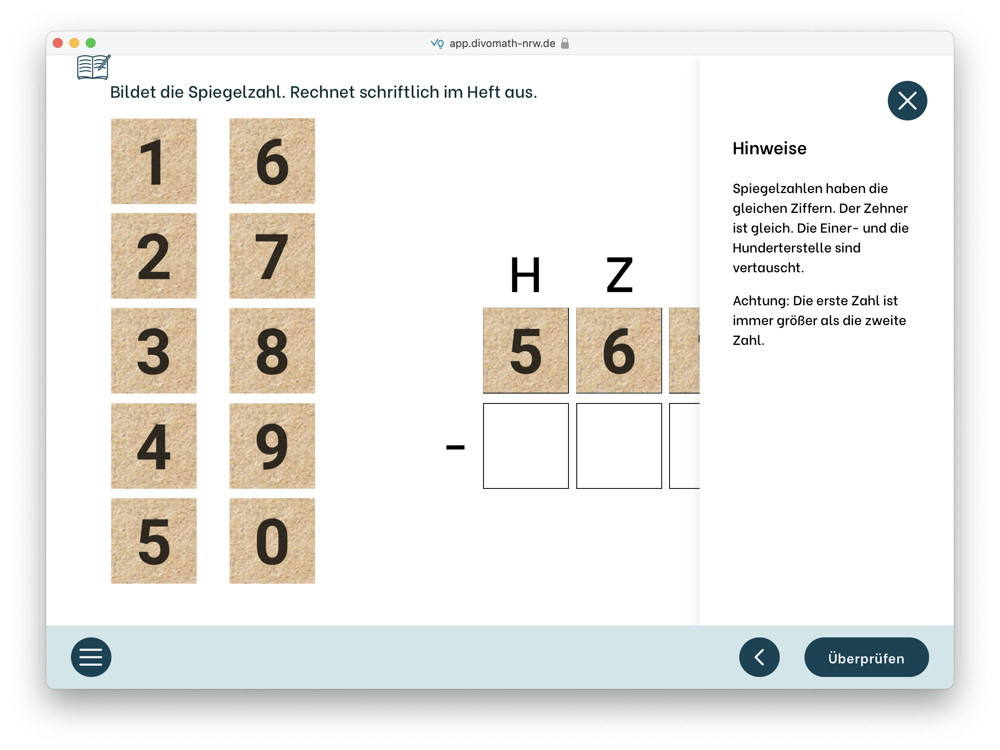 app.divomath-nrw.de
Bildet die Spiegelzahl. Rechnet schriftlich im Heft aus.
1 6
2 7
3 8
4 9
5 0
H Z
5 6
-
Hinweise
Spiegelzahlen haben die
gleichen Ziffern. Der Zehner
ist gleich. Die Einer- und die
Hunderterstelle sind
vertauscht.
Achtung: Die erste Zahl ist
immer größer als die zweite
Zahl.
Überprüfen